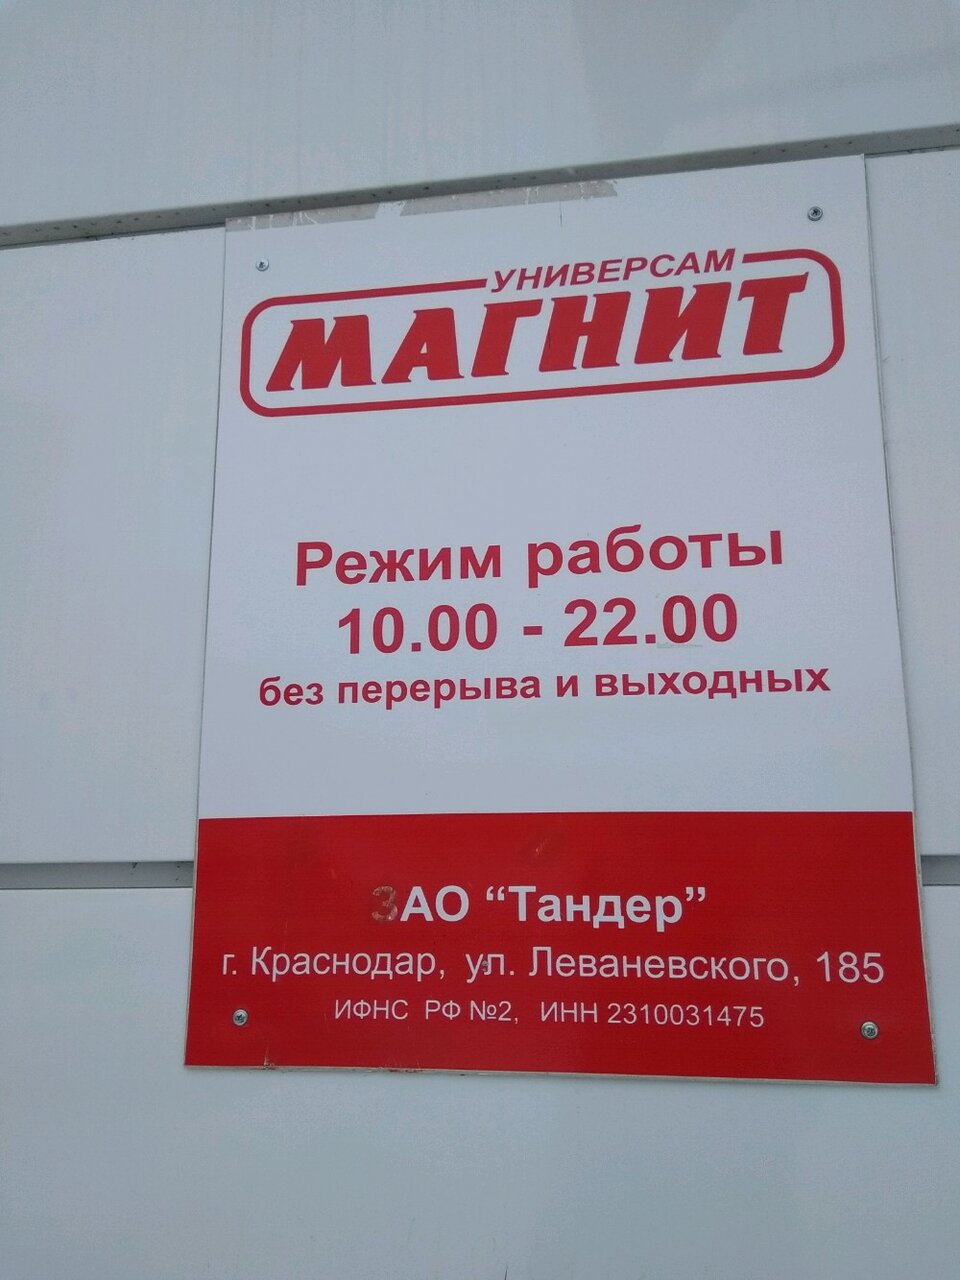 УНИВЕРСАМ
МАГНИТ
Режим работы
10.00 - 22.00
без перерыва и выходных
ЗАО “Тандер”
г. Краснодар, ул. Леваневского, 185
ИФНС РФ №2, ИНН 2310031475